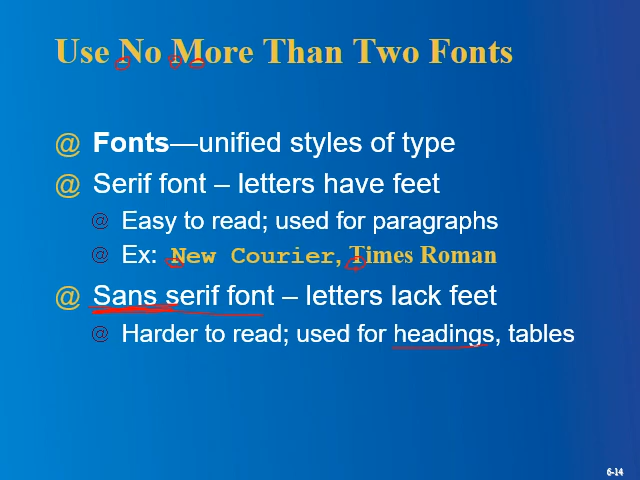 Use No More Than Two Fonts
@ Fonts—unified styles of type
@ Serif font – letters have feet
@ Easy to read; used for paragraphs
@ Ex: New Courier, Times Roman
@ Sans serif font – letters lack feet
@ Harder to read; used for headings, tables
6-14